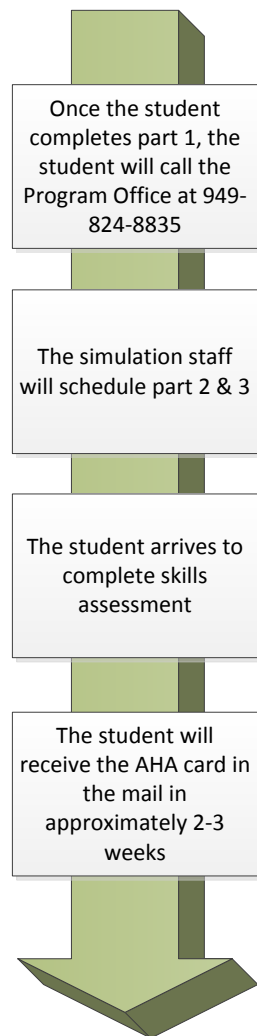 Once the student
completes part 1, the
student will call the
Program Office at 949-
824-8835
The simulation staff
will schedule part 2 & 3
The student arrives to
complete skills
assessment
The student will
receive the AHA card in
the mail in
approximately 2-3
weeks